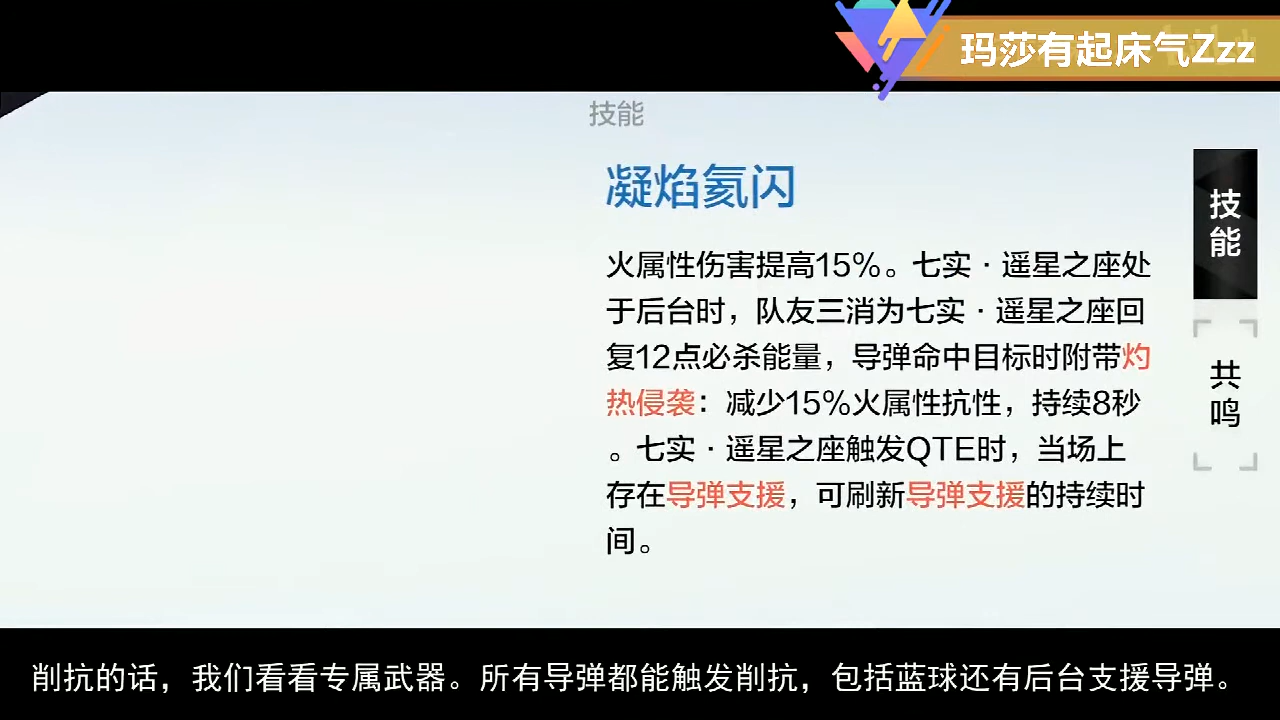 玛莎有起床气Zzz
技能
凝焰氦闪
技能
火属性伤害提高15%。七实·遥星之座处
于后台时，队友三消为七实·遥星之座回
复12点必杀能量，导弹命中目标时附带灼
热侵袭：减少15%火属性抗性，持续8秒
。七实·遥星之座触发QTE时，当场上
存在导弹支援，可刷新导弹支援的持续时
间。
共鸣
削抗的话，我们看看专属武器。所有导弹都能触发削抗，包括蓝球还有后台支援导弹。